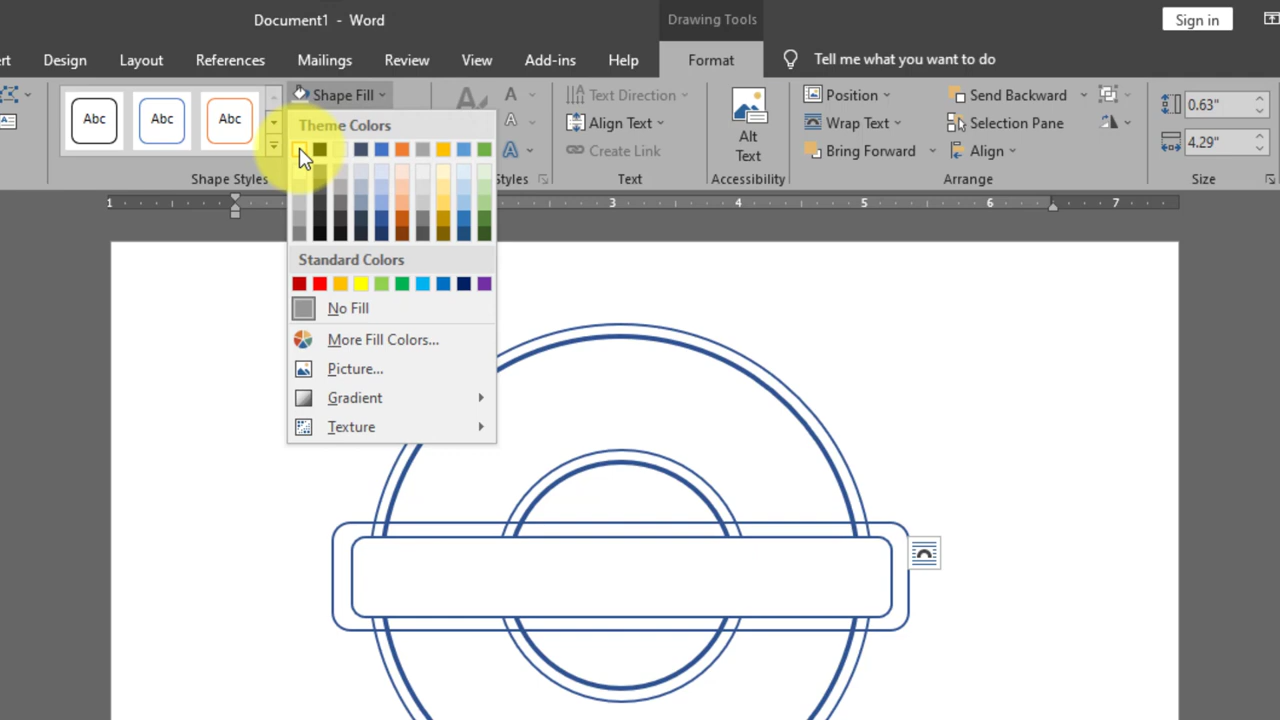 Document1 - Word
Drawing Tools
Sign in
rt Design Layout References Mailings Review View Add-ins Help Format Tell me what you want to do
Abc Abc Abc
Shape Styles
Shape Fill
Theme Colors
Standard Colors
No Fill
More Fill Colors...
Picture...
Gradient
Texture
Styles
Text Direction
Align Text
Create Link
Text
Alt
Text
Accessibility
Position
Wrap Text
Bring Forward
Send Backward
Selection Pane
Align
Arrange
0.63"
4.29"
Size
1 3 4 5 6 7